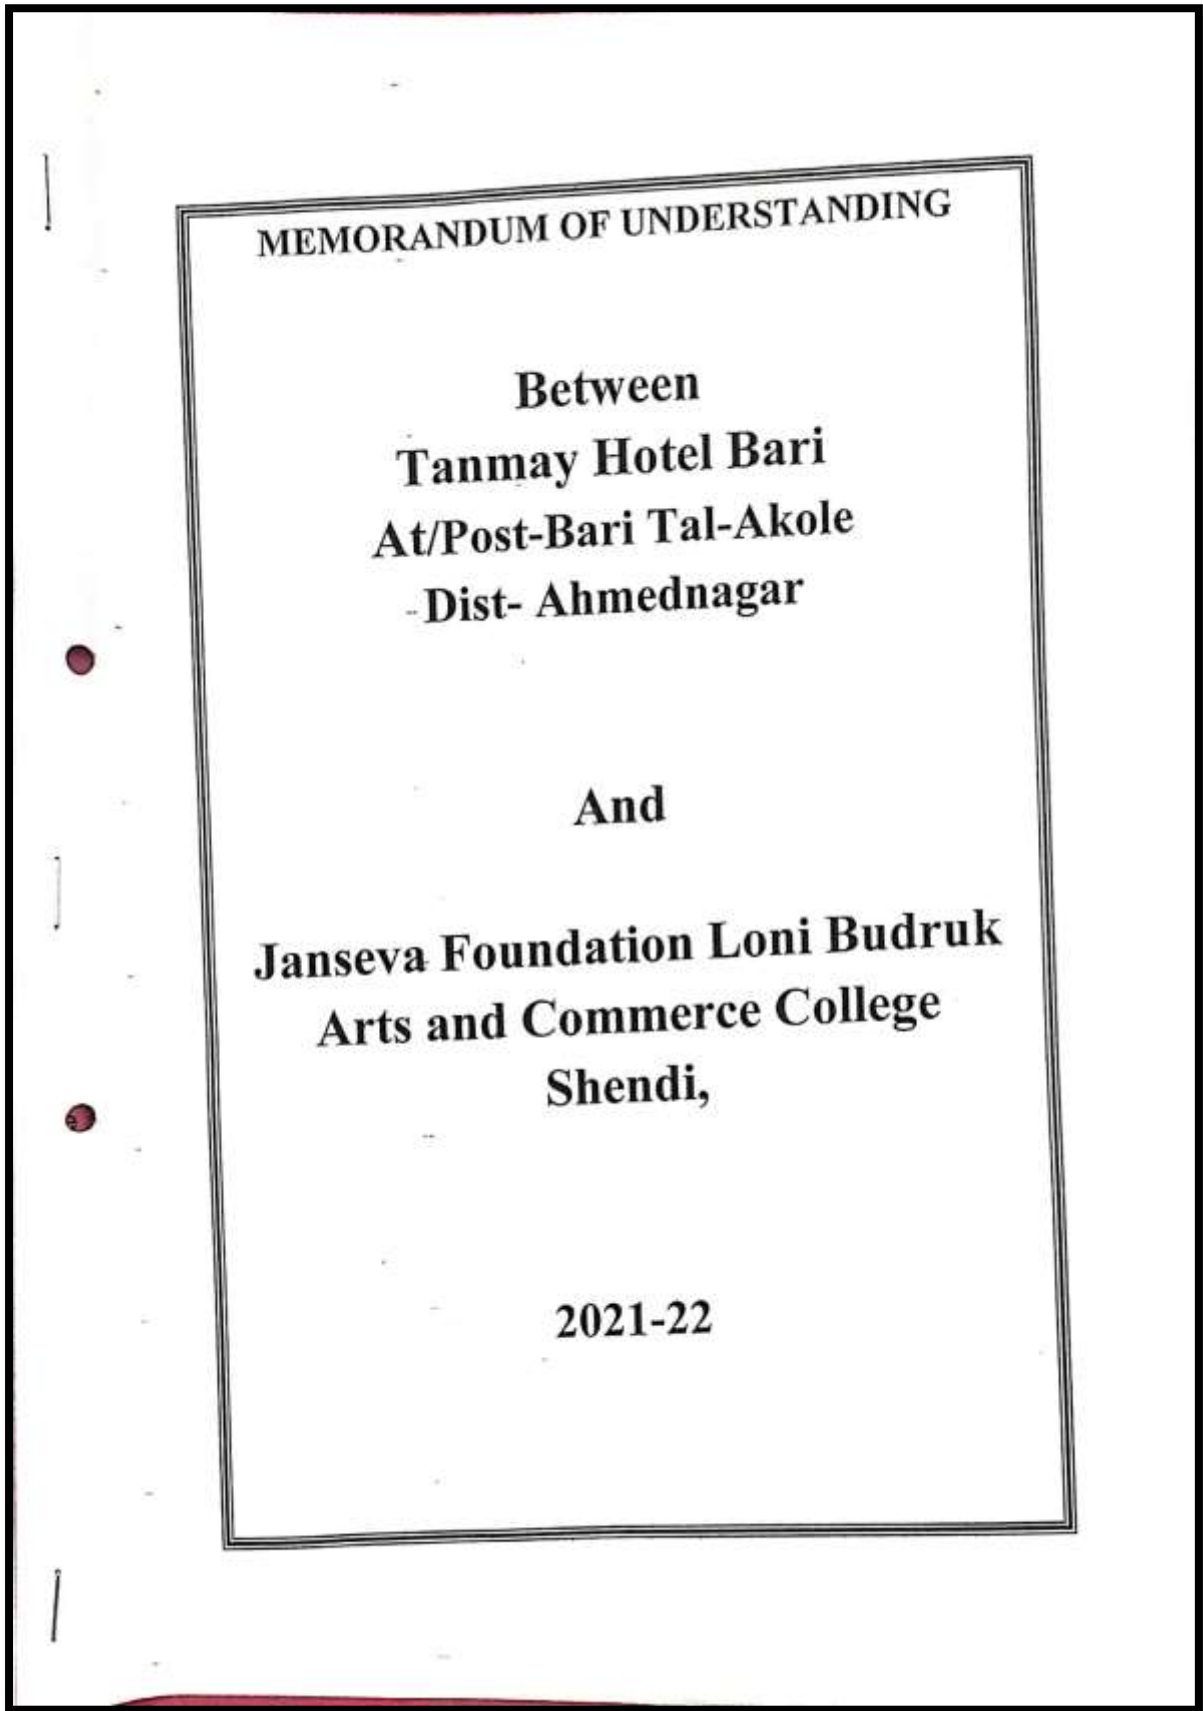 MEMORANDUM OF UNDERSTANDING
Between
Tanmay Hotel Bari
At/Post-Bari Tal-Akole
Dist- Ahmednagar
And
Janseva Foundation Loni Budruk
Arts and Commerce College
Shendi,
2021-22